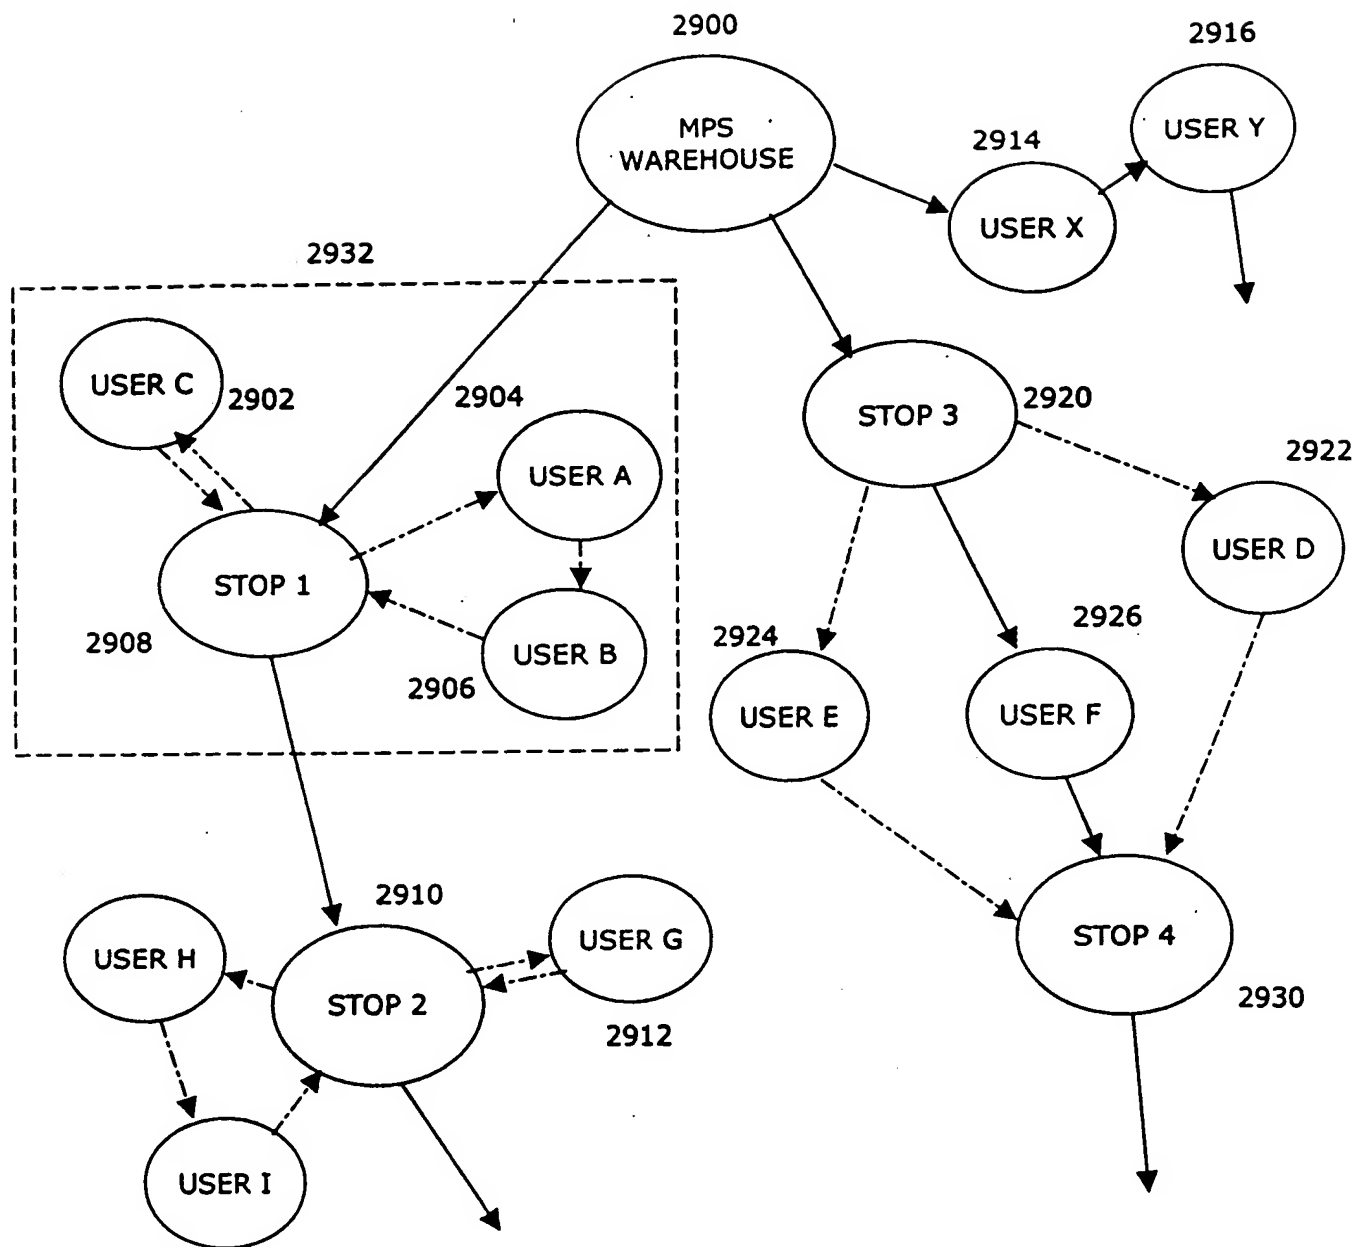 2900
2916
MPS
WAREHOUSE
2914
USER Y
USER X
2932
USER C
2902
2904
STOP 3
2920
2922
USER A
USER D
STOP 1
2908
USER B
2906
2924
2926
USER E
USER F
2910
USER H
USER G
STOP 4
STOP 2
2930
2912
USER I